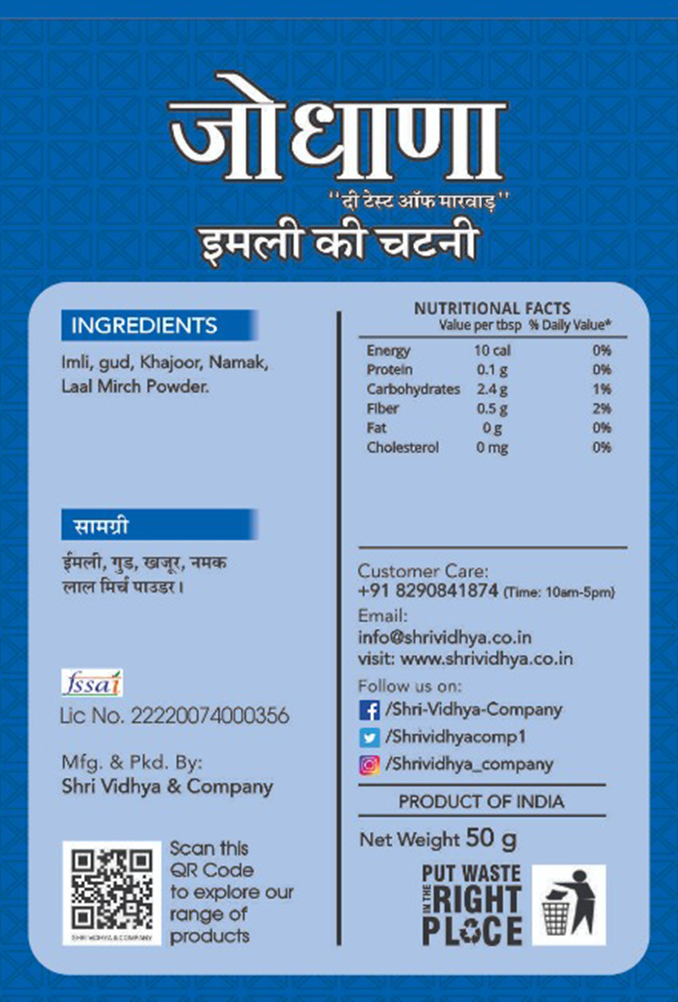 जोधाणा
"दी टेस्ट ऑफ मारवाड़"
इमली की चटनी
INGREDIENTS
Imli, gud, Khajoor, Namak,
Laal Mirch Powder.
सामग्री
ईमली, गुड, खजूर, नमक
लाल मिर्च पाउडर।
fssai
Lic No. 22220074000356
Mfg. & Pkd. By:
Shri Vidhya & Company
SHRI VIDHYA & COMPANY
Scan this
QR Code
to explore our
range of
products
NUTRITIONAL FACTS
Value per tbsp % Daily Value*
Energy 10 cal 0%
Protein 0.1 g 0%
Carbohydrates 2.4 g 1%
Fiber 0.5 g 2%
Fat 0 g 0%
Cholesterol 0 mg 0%
Customer Care:
+91 8290841874 (Time: 10am-5pm)
Email:
info@shrividhya.co.in
visit: www.shrividhya.co.in
Follow us on:
/Shri-Vidhya-Company
/Shrividhyacomp1
/Shrividhya_company
PRODUCT OF INDIA
Net Weight 50 g
PUT WASTE
IN THE RIGHT
PLACE